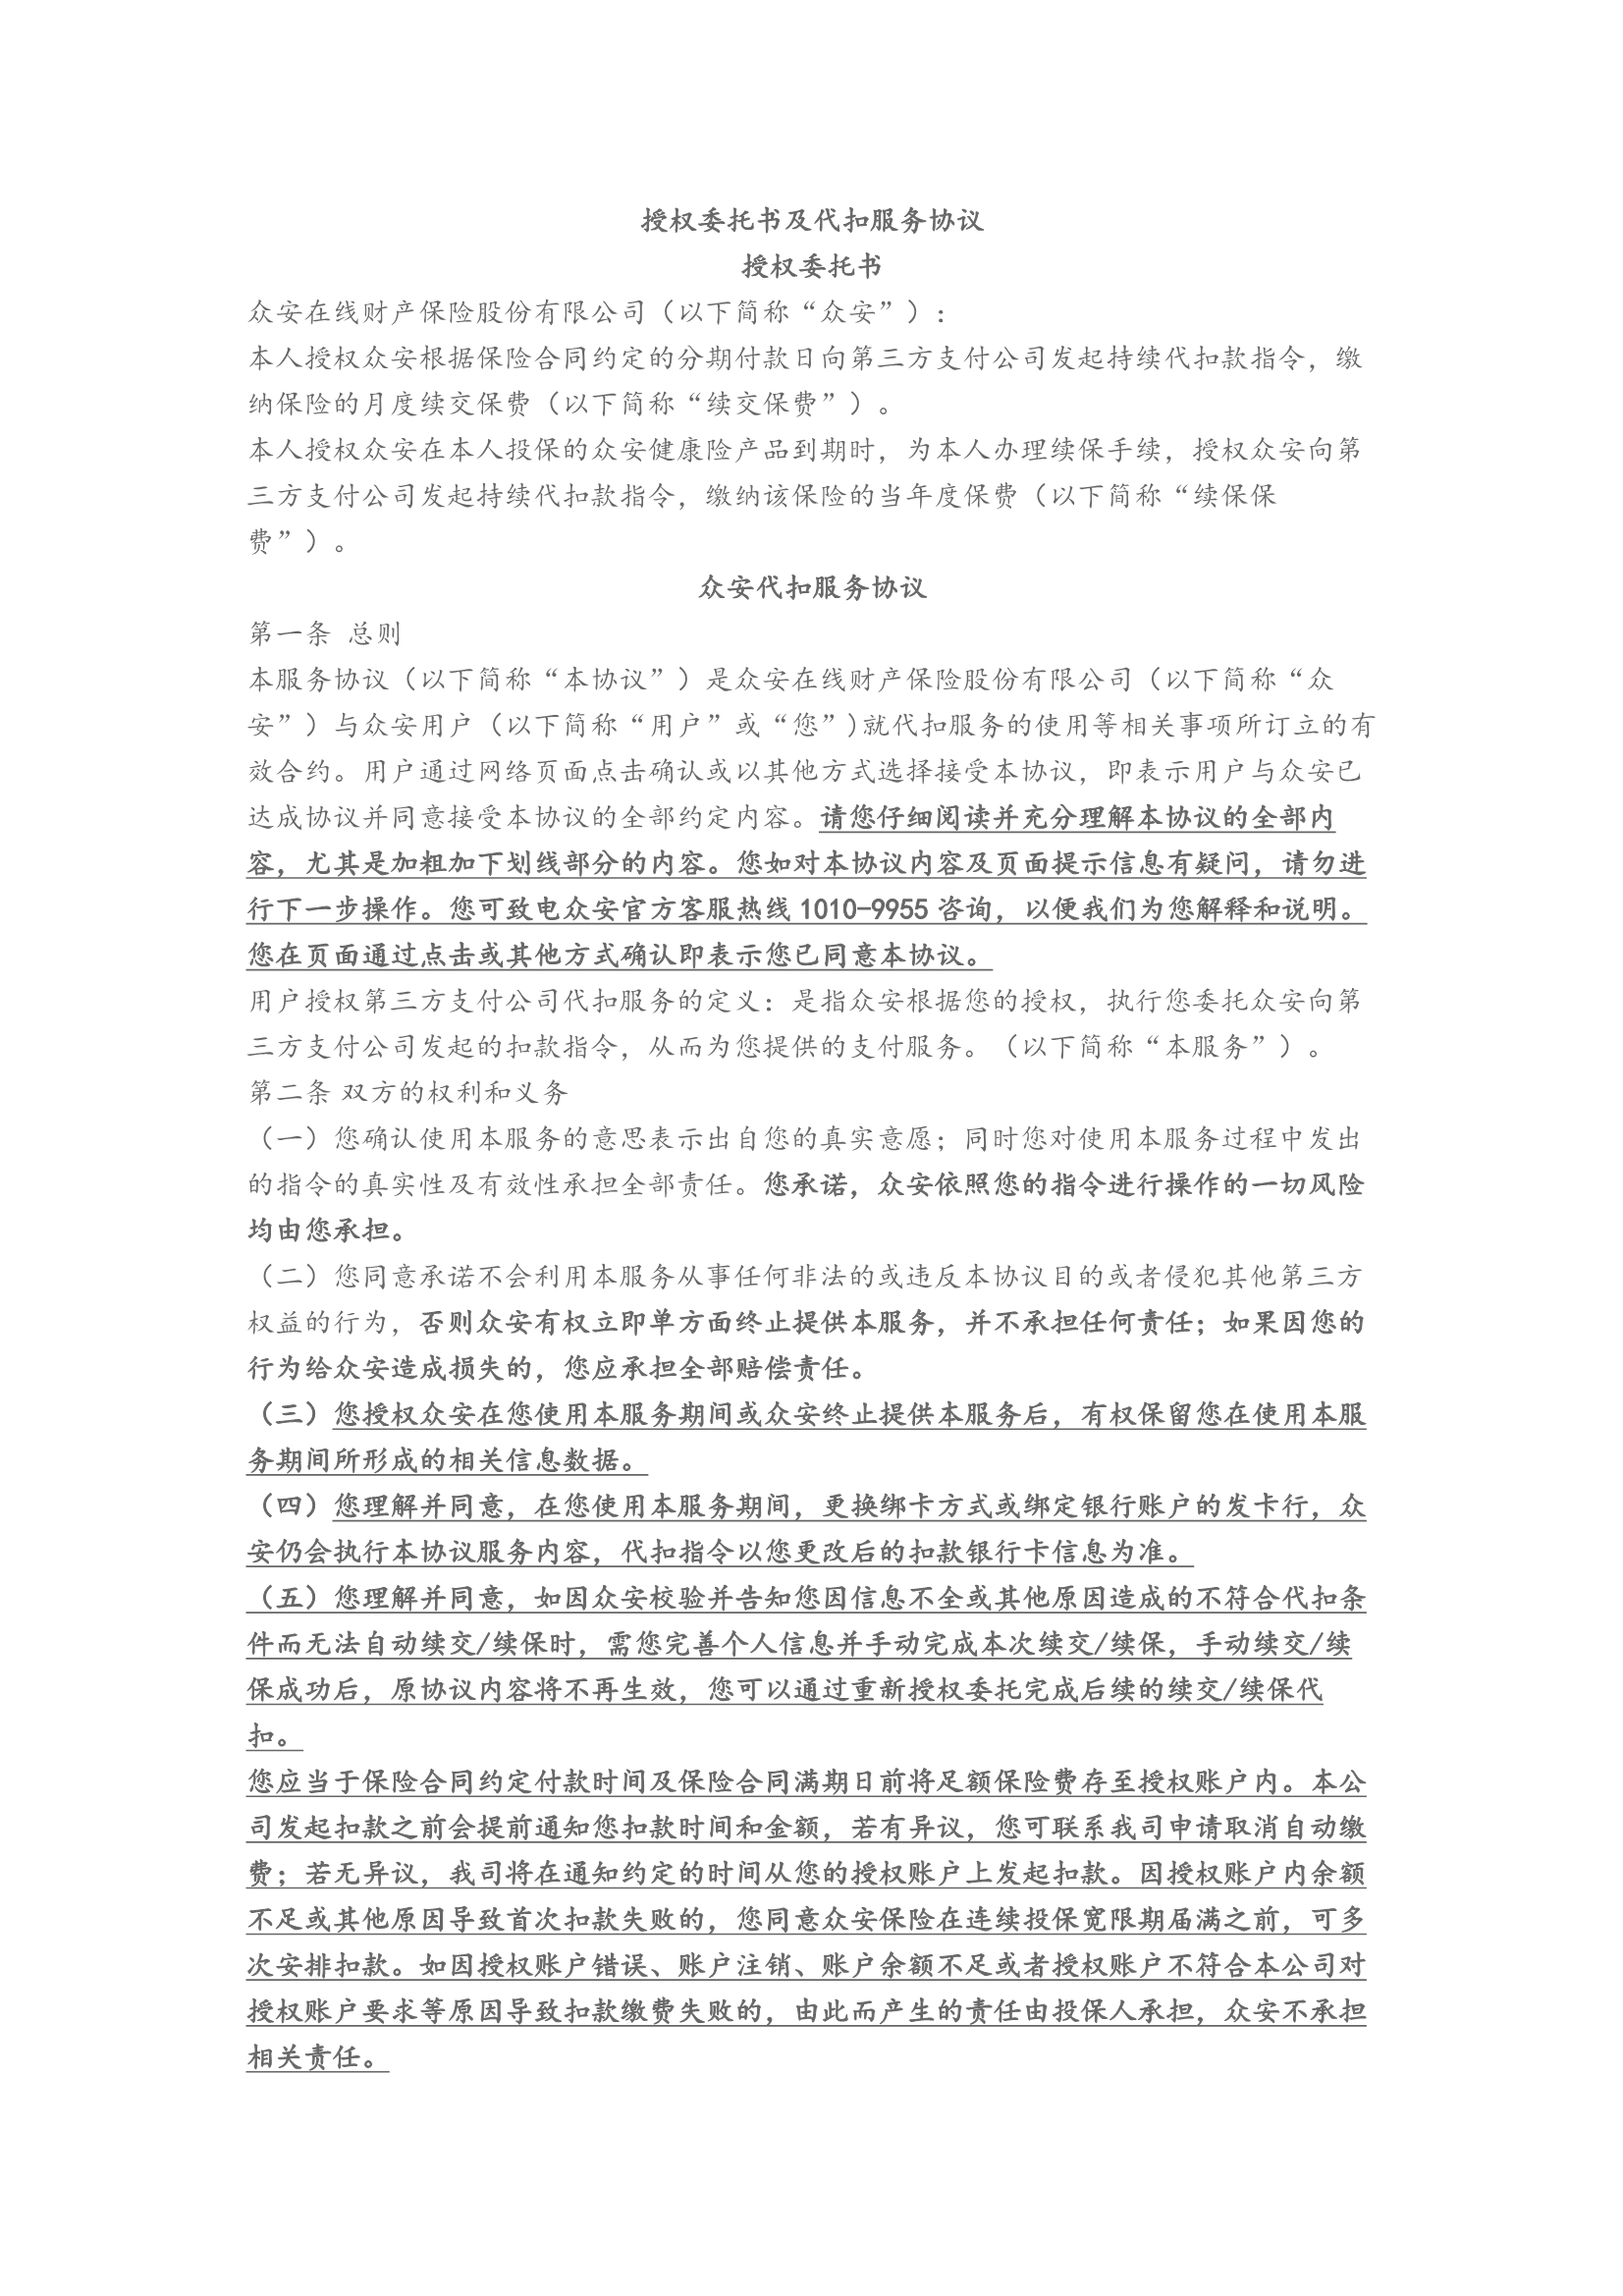 授权委托书及代扣服务协议
授权委托书
众安在线财产保险股份有限公司（以下简称“众安”）：
本人授权众安根据保险合同约定的分期付款日向第三方支付公司发起持续代扣款指令，缴
纳保险的月度续交保费（以下简称“续交保费”）。
本人授权众安在本人投保的众安健康险产品到期时，为本人办理续保手续，授权众安向第
三方支付公司发起持续代扣款指令，缴纳该保险的当年度保费（以下简称“续保保
费”）。
众安代扣服务协议
第一条 总则
本服务协议（以下简称“本协议”）是众安在线财产保险股份有限公司（以下简称“众
安”）与众安用户（以下简称“用户”或“您”)就代扣服务的使用等相关事项所订立的有
效合约。用户通过网络页面点击确认或以其他方式选择接受本协议，即表示用户与众安已
达成协议并同意接受本协议的全部约定内容。请您仔细阅读并充分理解本协议的全部内
容，尤其是加粗加下划线部分的内容。您如对本协议内容及页面提示信息有疑问，请勿进
行下一步操作。您可致电众安官方客服热线 1010-9955 咨询，以便我们为您解释和说明。
您在页面通过点击或其他方式确认即表示您已同意本协议。
用户授权第三方支付公司代扣服务的定义：是指众安根据您的授权，执行您委托众安向第
三方支付公司发起的扣款指令，从而为您提供的支付服务。（以下简称“本服务”）。
第二条 双方的权利和义务
（一）您确认使用本服务的意思表示出自您的真实意愿；同时您对使用本服务过程中发出
的指令的真实性及有效性承担全部责任。您承诺，众安依照您的指令进行操作的一切风险
均由您承担。
（二）您同意承诺不会利用本服务从事任何非法的或违反本协议目的或者侵犯其他第三方
权益的行为，否则众安有权立即单方面终止提供本服务，并不承担任何责任；如果因您的
行为给众安造成损失的，您应承担全部赔偿责任。
（三）您授权众安在您使用本服务期间或众安终止提供本服务后，有权保留您在使用本服
务期间所形成的相关信息数据。
（四）您理解并同意，在您使用本服务期间，更换绑卡方式或绑定银行账户的发卡行，众
安仍会执行本协议服务内容，代扣指令以您更改后的扣款银行卡信息为准。
（五）您理解并同意，如因众安校验并告知您因信息不全或其他原因造成的不符合代扣条
件而无法自动续交/续保时，需您完善个人信息并手动完成本次续交/续保，手动续交/续
保成功后，原协议内容将不再生效，您可以通过重新授权委托完成后续的续交/续保代
扣。
您应当于保险合同约定付款时间及保险合同满期日前将足额保险费存至授权账户内。本公
司发起扣款之前会提前通知您扣款时间和金额，若有异议，您可联系我司申请取消自动缴
费；若无异议，我司将在通知约定的时间从您的授权账户上发起扣款。因授权账户内余额
不足或其他原因导致首次扣款失败的，您同意众安保险在连续投保宽限期届满之前，可多
次安排扣款。如因授权账户错误、账户注销、账户余额不足或者授权账户不符合本公司对
授权账户要求等原因导致扣款缴费失败的，由此而产生的责任由投保人承担，众安不承担
相关责任。